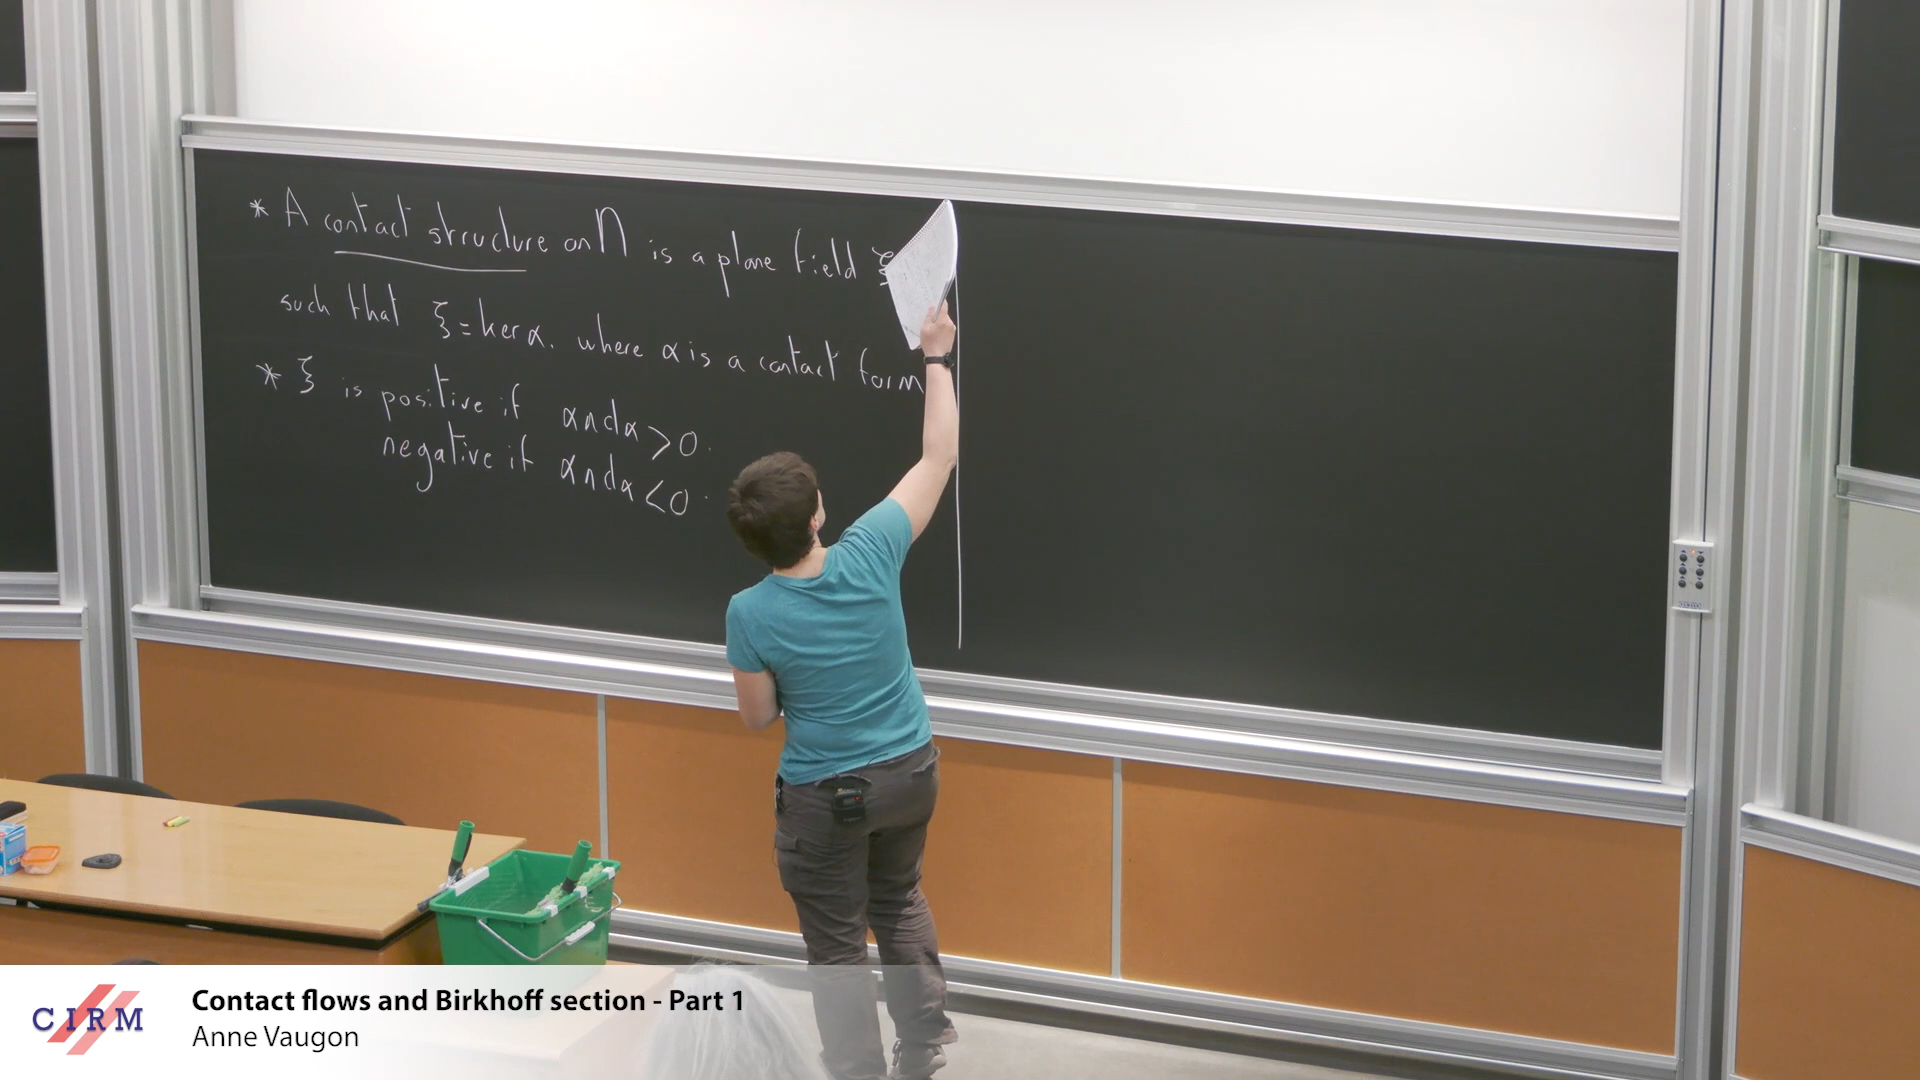 * A contact structure on M is a plane field ξ
such that ξ = ker α. where α is a contact form
* ξ is positive if α∧dα > 0.
negative if α∧dα < 0.
CIRM
Contact flows and Birkhoff section - Part 1
Anne Vaugon